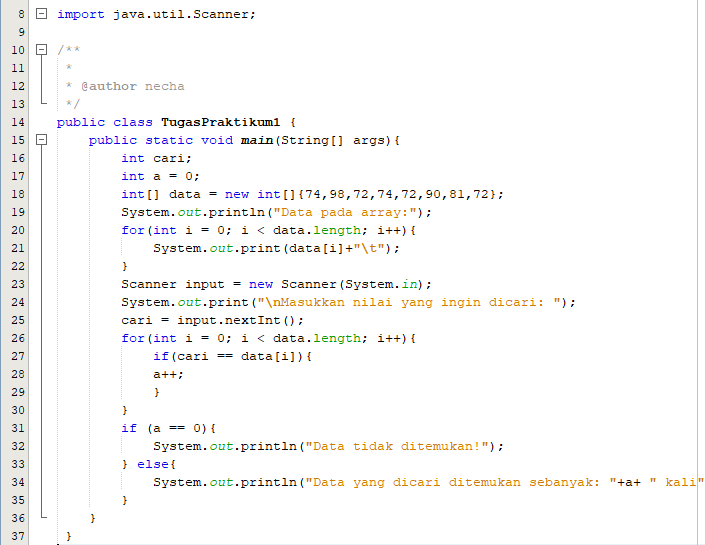 8 import java.util.Scanner;
9
10 /**
11 *
12 * @author necha
13 */
14 public class TugasPraktikum1 {
15 public static void main(String[] args){
16 int cari;
17 int a = 0;
18 int[] data = new int[]{74,98,72,74,72,90,81,72};
19 System.out.println("Data pada array:");
20 for(int i = 0; i < data.length; i++){
21 System.out.print(data[i]+"\t");
22 }
23 Scanner input = new Scanner(System.in);
24 System.out.print("\nMasukkan nilai yang ingin dicari: ");
25 cari = input.nextInt();
26 for(int i = 0; i < data.length; i++){
27 if(cari == data[i]){
28 a++;
29 }
30 }
31 if (a == 0){
32 System.out.println("Data tidak ditemukan!");
33 } else{
34 System.out.println("Data yang dicari ditemukan sebanyak: "+a+ " kali"
35 }
36 }
37 }